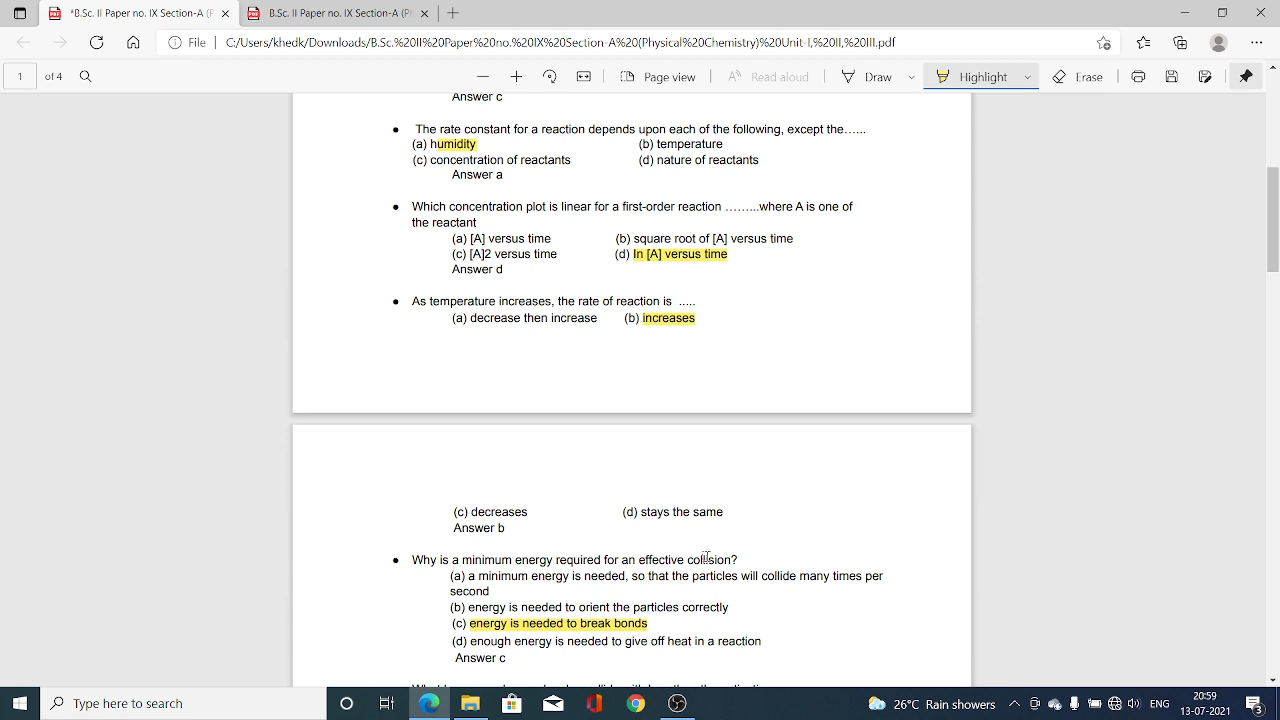 *B.Sc. II Paper no. IX Section-A (P
B.Sc. II Paper no. IX Section-A (Ph
File
C:/Users/khedk/Downloads/B.Sc.%20II%20Paper%20no.%20IX%20Section-A%20(Physical%20Chemistry)%20Unit-I,%20II,%20III.pdf
1 of 4
Page view
Read aloud
Draw
Highlight
Erase
Answer c
The rate constant for a reaction depends upon each of the following, except the…...
(a) humidity (b) temperature
(c) concentration of reactants (d) nature of reactants
Answer a
Which concentration plot is linear for a first-order reaction ……...where A is one of
the reactant
(a) [A] versus time (b) square root of [A] versus time
(c) [A]2 versus time (d) In [A] versus time
Answer d
As temperature increases, the rate of reaction is .....
(a) decrease then increase (b) increases
(c) decreases (d) stays the same
Answer b
Why is a minimum energy required for an effective collision?
(a) a minimum energy is needed, so that the particles will collide many times per
second
(b) energy is needed to orient the particles correctly
(c) energy is needed to break bonds
(d) enough energy is needed to give off heat in a reaction
Answer c
Type here to search
26°C Rain showers
ENG
20:59
13-07-2021
3